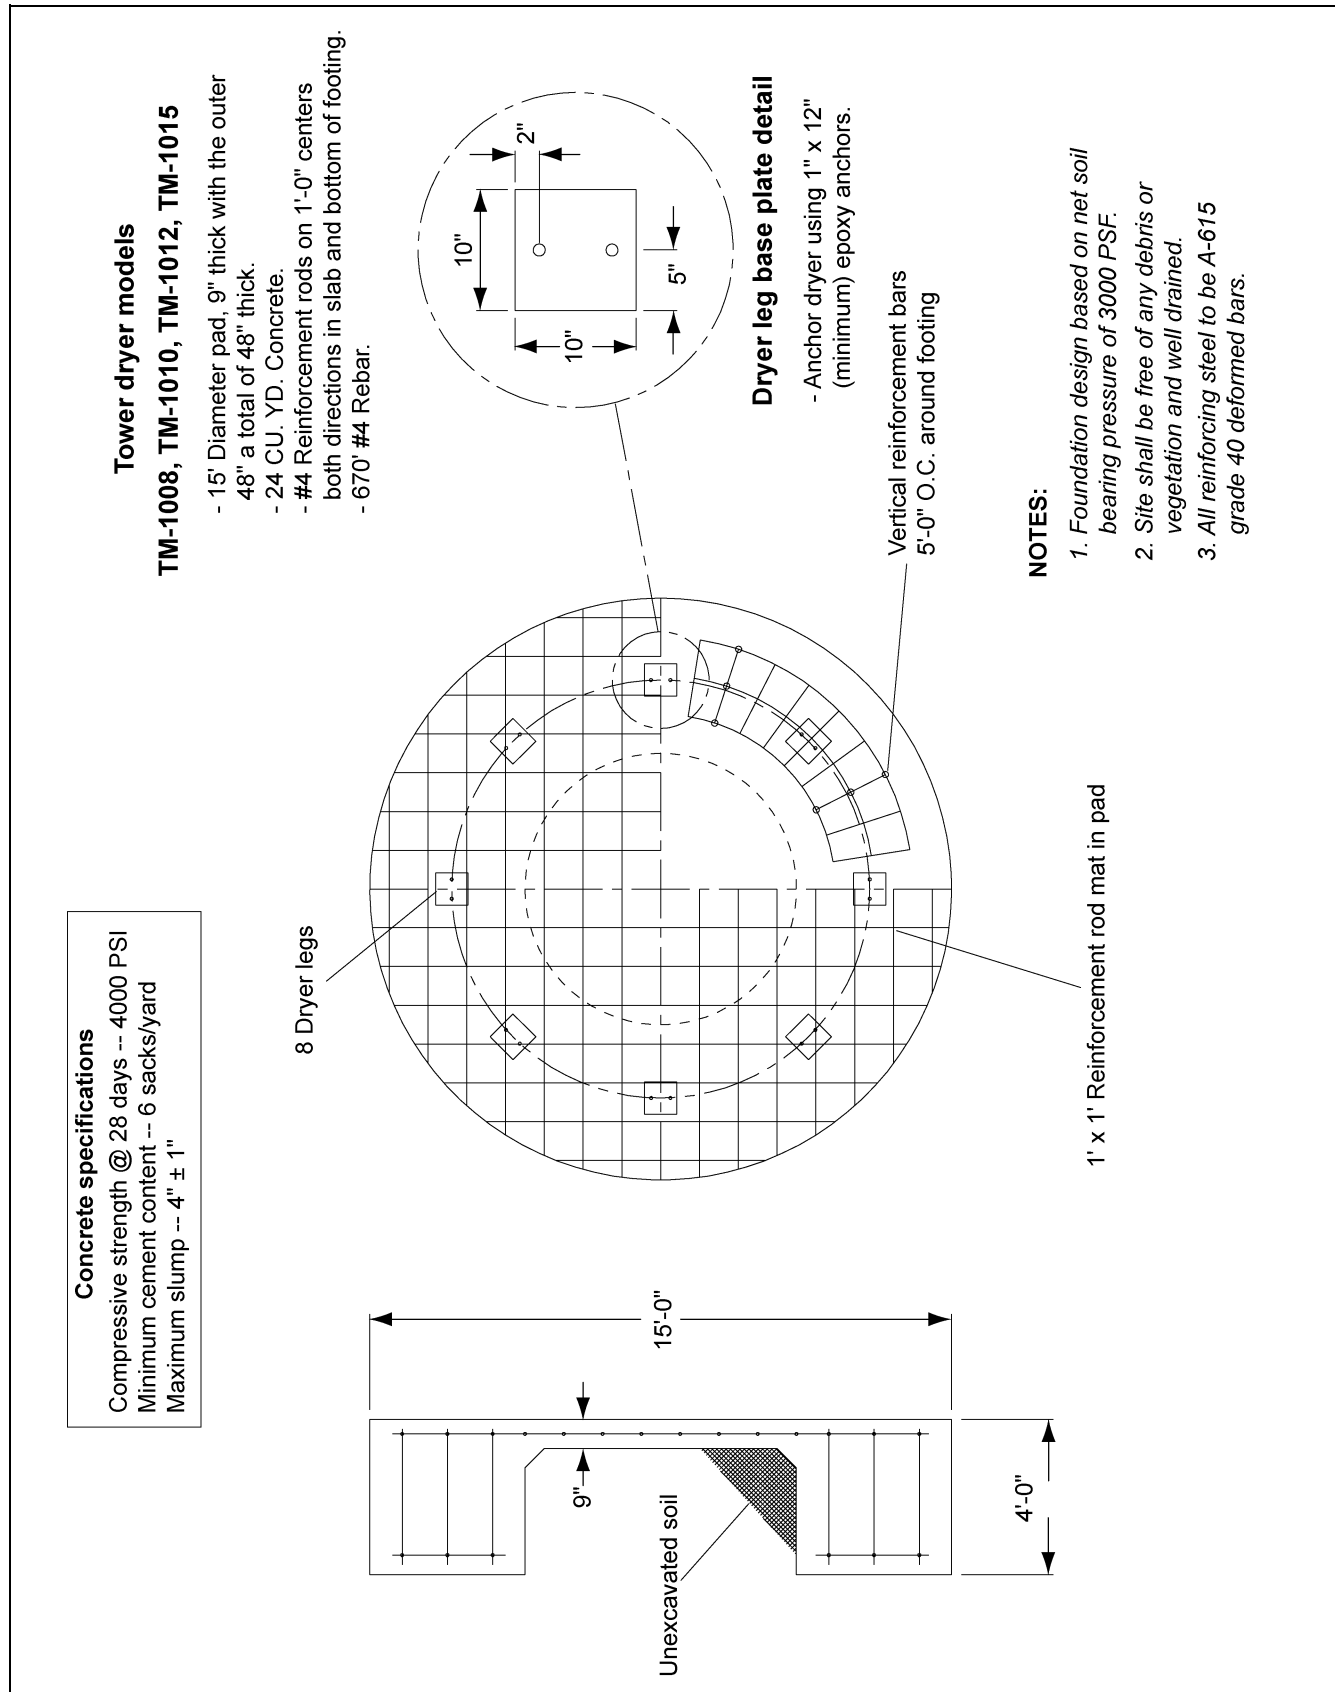 Concrete specifications
Compressive strength @ 28 days -- 4000 PSI
Minimum cement content -- 6 sacks/yard
Maximum slump -- 4" ± 1"
Tower dryer models
TM-1008, TM-1010, TM-1012, TM-1015
- 15' Diameter pad, 9" thick with the outer
48" a total of 48" thick.
- 24 CU. YD. Concrete.
- #4 Reinforcement rods on 1'-0" centers
both directions in slab and bottom of footing.
- 670' #4 Rebar.
8 Dryer legs
10"
2"
10"
5"
Dryer leg base plate detail
- Anchor dryer using 1" x 12"
(minimum) epoxy anchors.
Vertical reinforcement bars
5'-0" O.C. around footing
15'-0"
9"
Unexcavated soil
4'-0"
1' x 1' Reinforcement rod mat in pad
NOTES:
1. Foundation design based on net soil
bearing pressure of 3000 PSF.
2. Site shall be free of any debris or
vegetation and well drained.
3. All reinforcing steel to be A-615
grade 40 deformed bars.